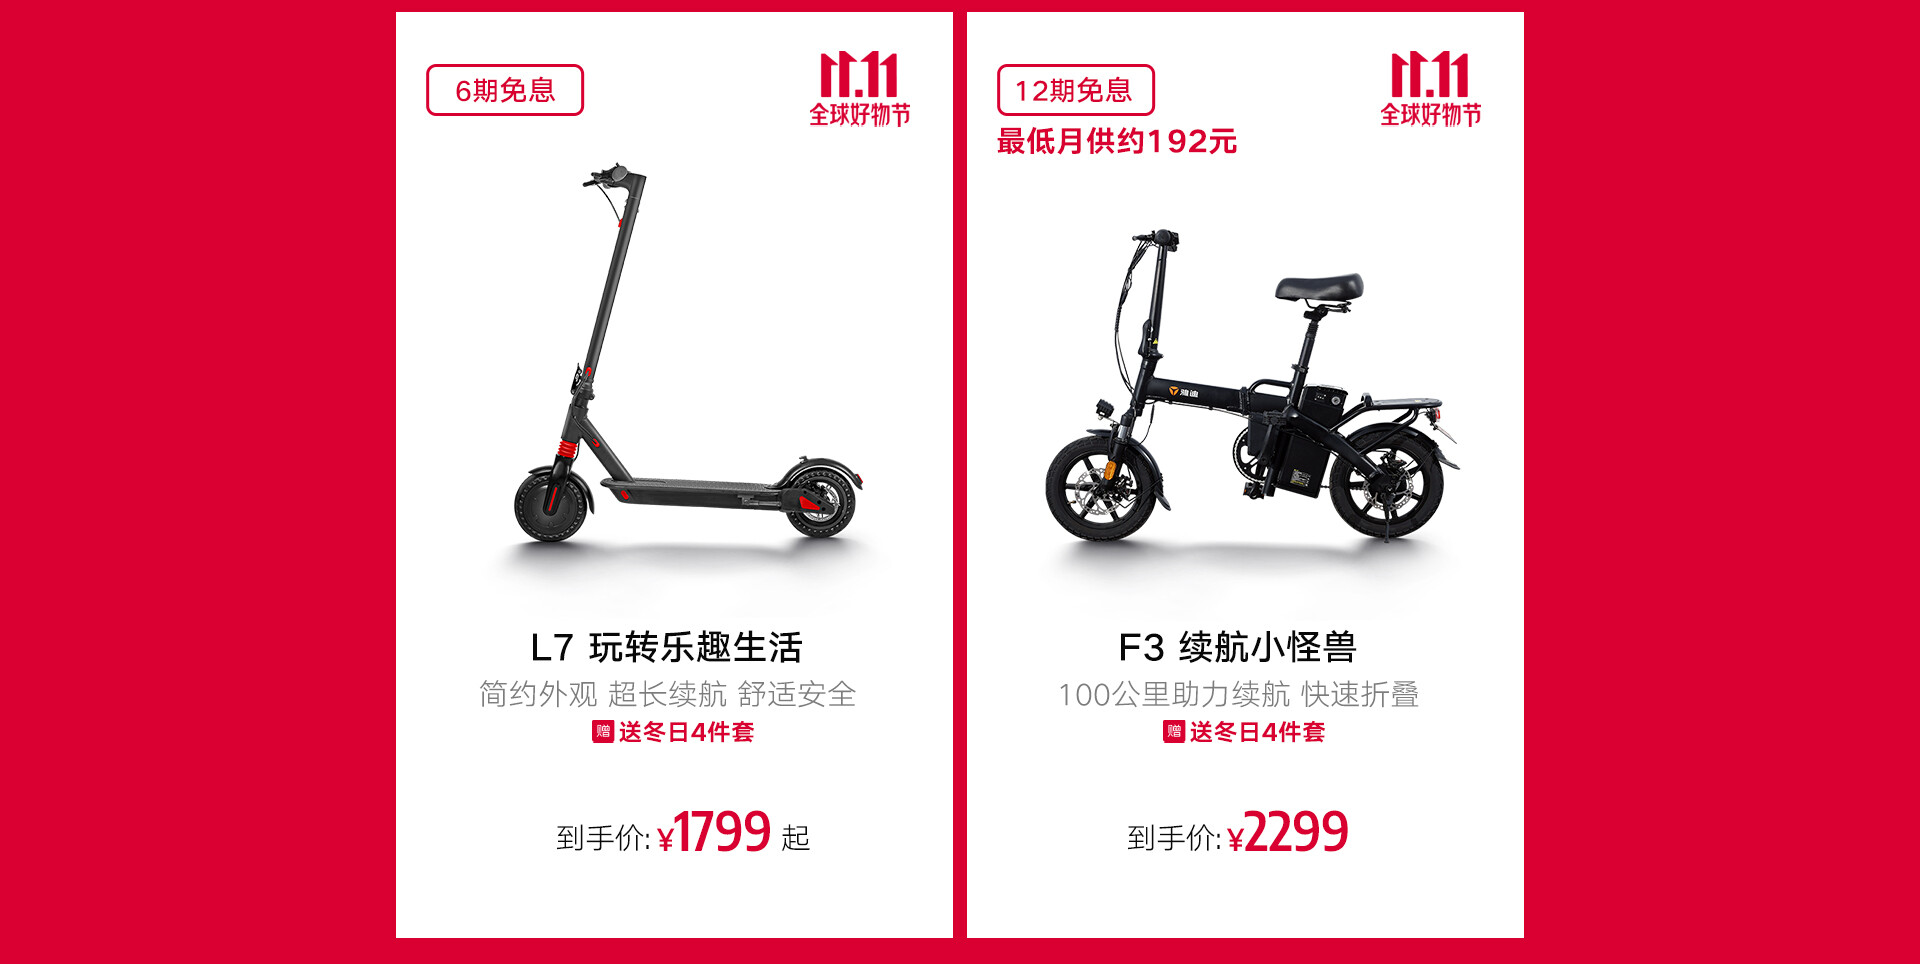 6期免息
11.11
全球好物节
L7 玩转乐趣生活
简约外观 超长续航 舒适安全
赠 送冬日4件套
到手价: ¥1799 起
12期免息
最低月供约192元
11.11
全球好物节
雅迪
F3 续航小怪兽
100公里助力续航 快速折叠
赠 送冬日4件套
到手价: ¥2299